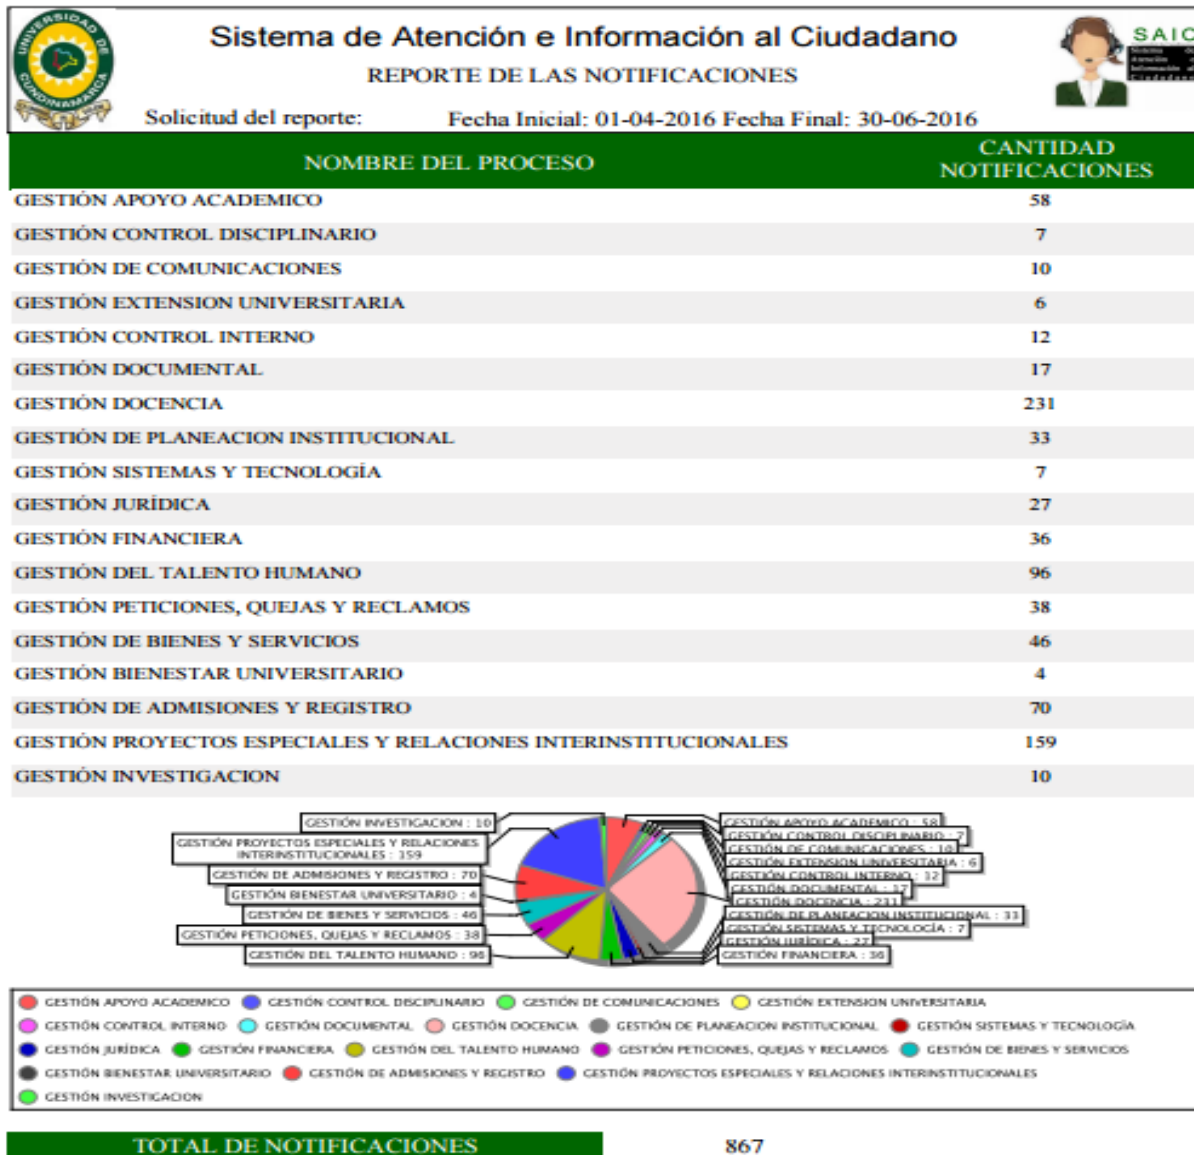 UNIVERSIDAD DE CUNDINAMARCA
Sistema de Atención e Información al Ciudadano
REPORTE DE LAS NOTIFICACIONES
Solicitud del reporte: Fecha Inicial: 01-04-2016 Fecha Final: 30-06-2016
SAIC
NOMBRE DEL PROCESO CANTIDAD NOTIFICACIONES
GESTIÓN APOYO ACADEMICO 58
GESTIÓN CONTROL DISCIPLINARIO 7
GESTIÓN DE COMUNICACIONES 10
GESTIÓN EXTENSION UNIVERSITARIA 6
GESTIÓN CONTROL INTERNO 12
GESTIÓN DOCUMENTAL 17
GESTIÓN DOCENCIA 231
GESTIÓN DE PLANEACION INSTITUCIONAL 33
GESTIÓN SISTEMAS Y TECNOLOGÍA 7
GESTIÓN JURÍDICA 27
GESTIÓN FINANCIERA 36
GESTIÓN DEL TALENTO HUMANO 96
GESTIÓN PETICIONES, QUEJAS Y RECLAMOS 38
GESTIÓN DE BIENES Y SERVICIOS 46
GESTIÓN BIENESTAR UNIVERSITARIO 4
GESTIÓN DE ADMISIONES Y REGISTRO 70
GESTIÓN PROYECTOS ESPECIALES Y RELACIONES INTERINSTITUCIONALES 159
GESTIÓN INVESTIGACION 10
GESTIÓN INVESTIGACION : 10
GESTIÓN PROYECTOS ESPECIALES Y RELACIONES
INTERINSTITUCIONALES : 159
GESTIÓN DE ADMISIONES Y REGISTRO : 70
GESTIÓN BIENESTAR UNIVERSITARIO : 4
GESTIÓN DE BIENES Y SERVICIOS : 46
GESTIÓN PETICIONES, QUEJAS Y RECLAMOS : 38
GESTIÓN DEL TALENTO HUMANO : 96
GESTIÓN APOYO ACADEMICO : 58
GESTIÓN CONTROL DISCIPLINARIO : 7
GESTIÓN DE COMUNICACIONES : 10
GESTIÓN EXTENSION UNIVERSITARIA : 6
GESTIÓN CONTROL INTERNO : 12
GESTIÓN DOCUMENTAL : 17
GESTIÓN DOCENCIA : 231
GESTIÓN DE PLANEACION INSTITUCIONAL : 33
GESTIÓN SISTEMAS Y TECNOLOGÍA : 7
GESTIÓN JURÍDICA : 27
GESTIÓN FINANCIERA : 36
GESTIÓN APOYO ACADEMICO GESTIÓN CONTROL DISCIPLINARIO GESTIÓN DE COMUNICACIONES GESTIÓN EXTENSION UNIVERSITARIA
GESTIÓN CONTROL INTERNO GESTIÓN DOCUMENTAL GESTIÓN DOCENCIA GESTIÓN DE PLANEACION INSTITUCIONAL GESTIÓN SISTEMAS Y TECNOLOGÍA
GESTIÓN JURÍDICA GESTIÓN FINANCIERA GESTIÓN DEL TALENTO HUMANO GESTIÓN PETICIONES, QUEJAS Y RECLAMOS GESTIÓN DE BIENES Y SERVICIOS
GESTIÓN BIENESTAR UNIVERSITARIO GESTIÓN DE ADMISIONES Y REGISTRO GESTIÓN PROYECTOS ESPECIALES Y RELACIONES INTERINSTITUCIONALES
GESTIÓN INVESTIGACION
TOTAL DE NOTIFICACIONES 867